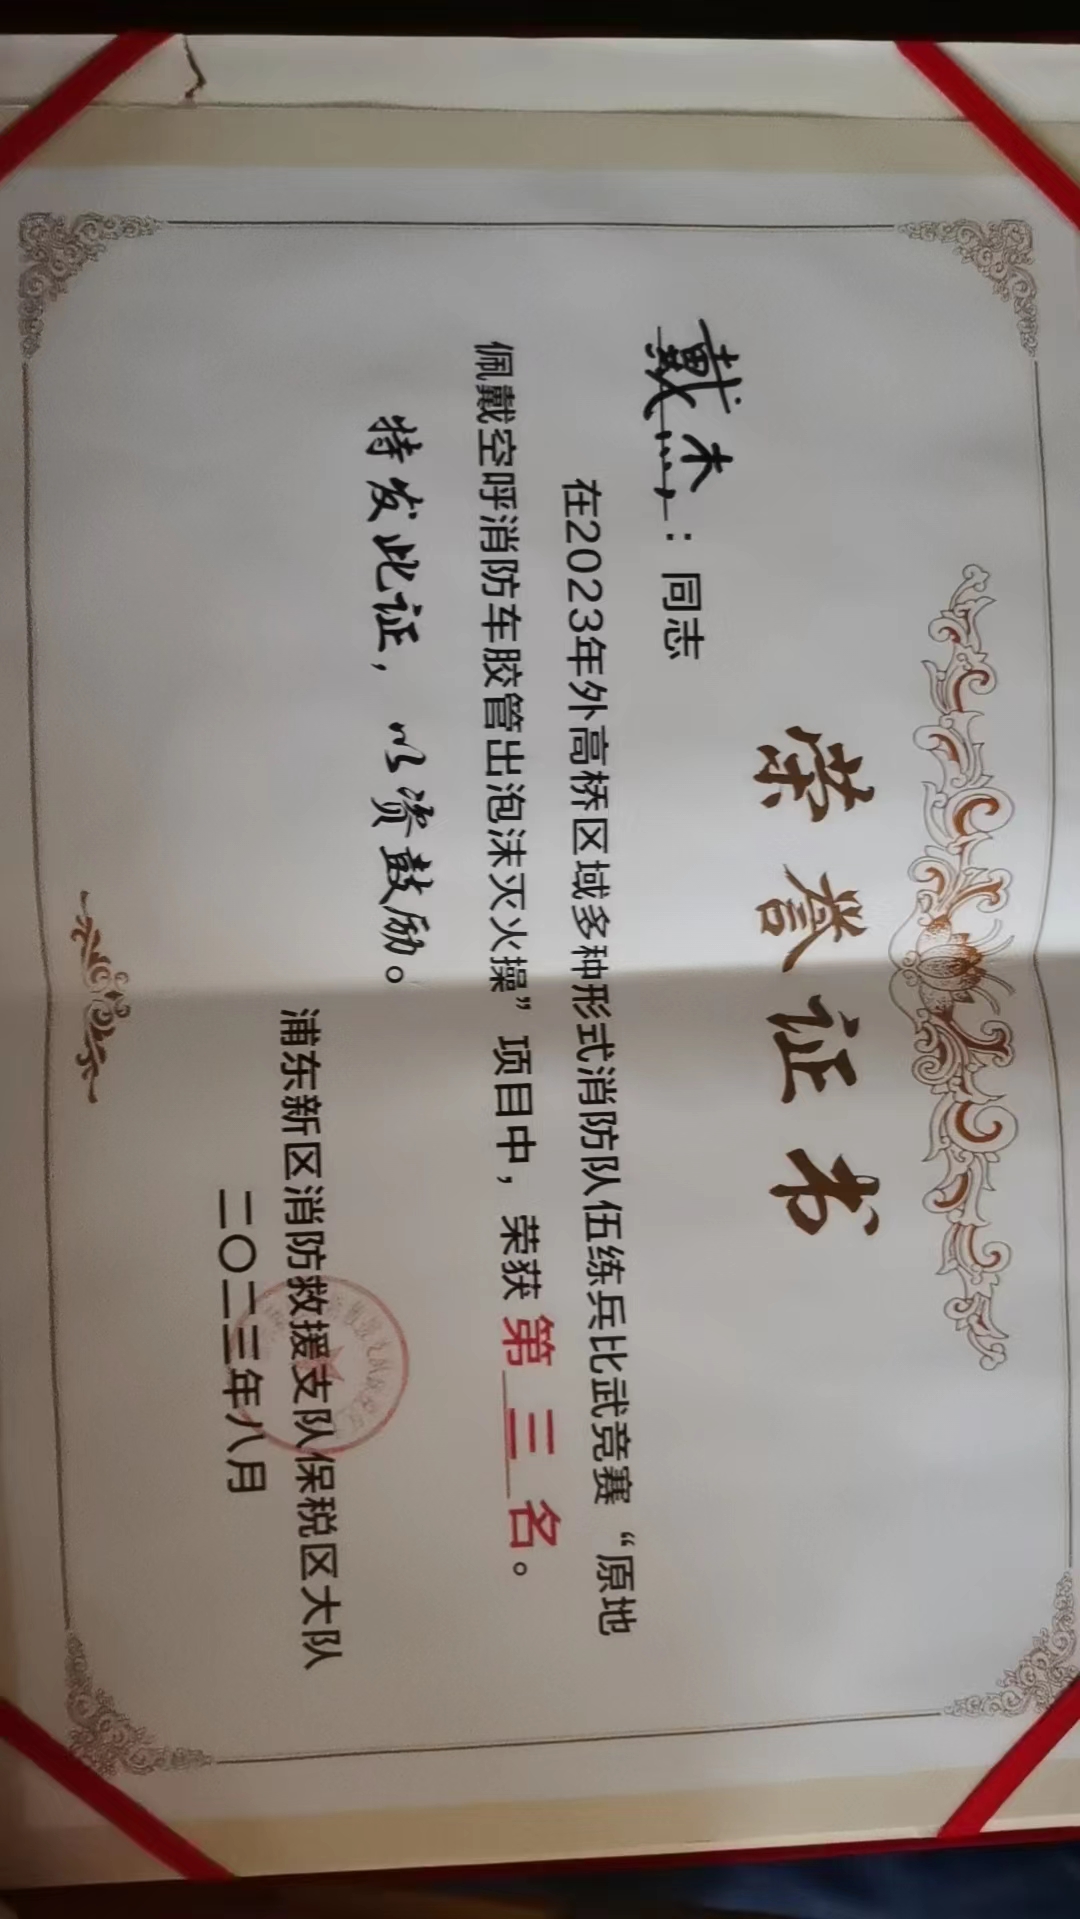 荣誉证书
戴杰：同志
在2023年外高桥区域多种形式消防队伍练兵比武竞赛“原地
佩戴空呼消防车胶管出泡沫灭火操”项目中，荣获第三名。
特发此证，以资鼓励。
浦东新区消防救援支队保税区大队
二〇二三年八月